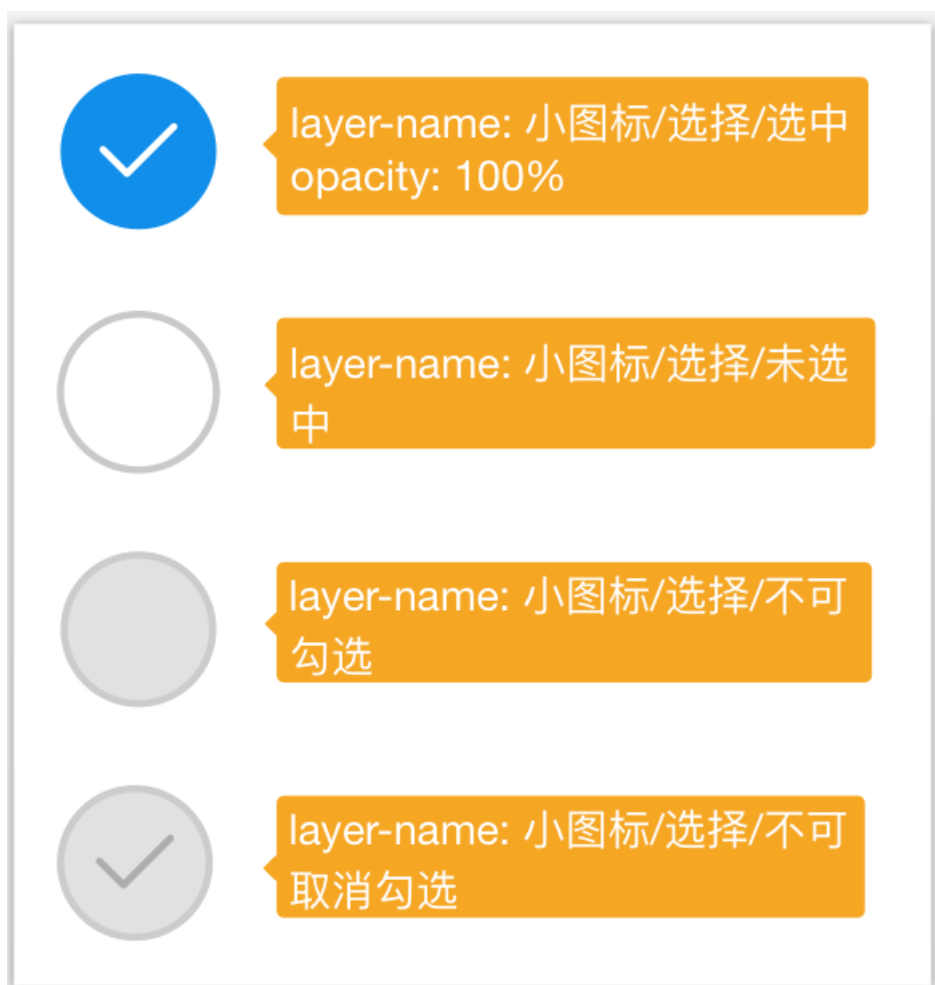 layer-name: 小图标/选择/选中
opacity: 100%
layer-name: 小图标/选择/未选
中
layer-name: 小图标/选择/不可
勾选
layer-name: 小图标/选择/不可
取消勾选